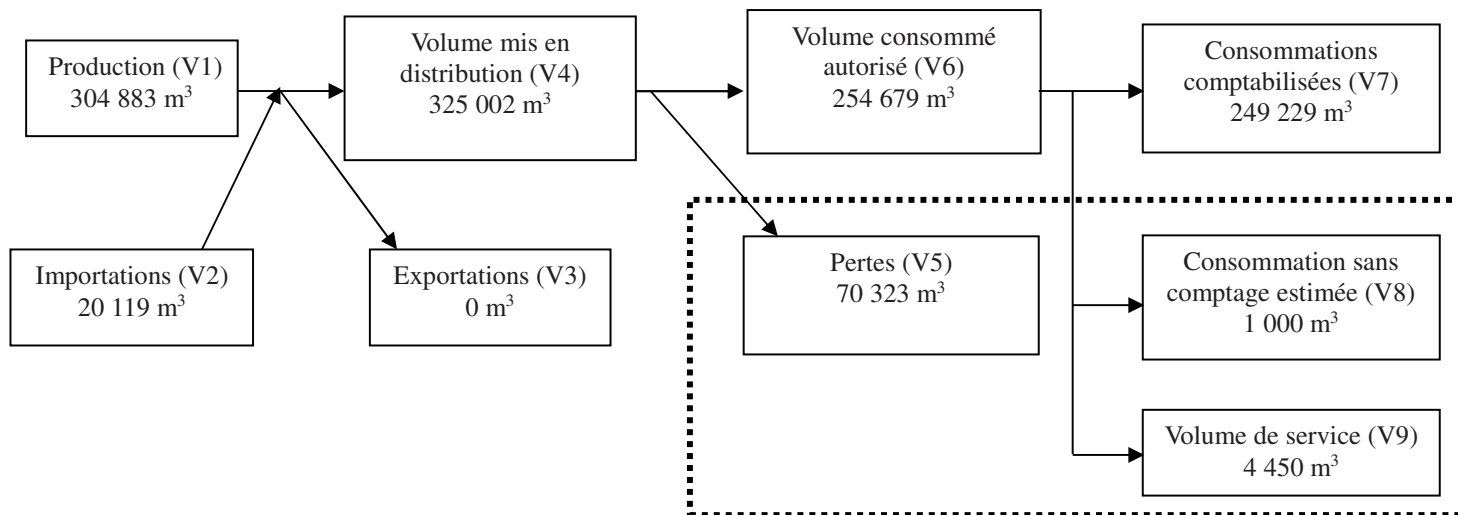 Production (V1)
304 883 m³
Volume mis en
distribution (V4)
325 002 m³
Volume consommé
autorisé (V6)
254 679 m³
Consommations
comptabilisées (V7)
249 229 m³
Importations (V2)
20 119 m³
Exportations (V3)
0 m³
Pertes (V5)
70 323 m³
Consommation sans
comptage estimée (V8)
1 000 m³
Volume de service (V9)
4 450 m³